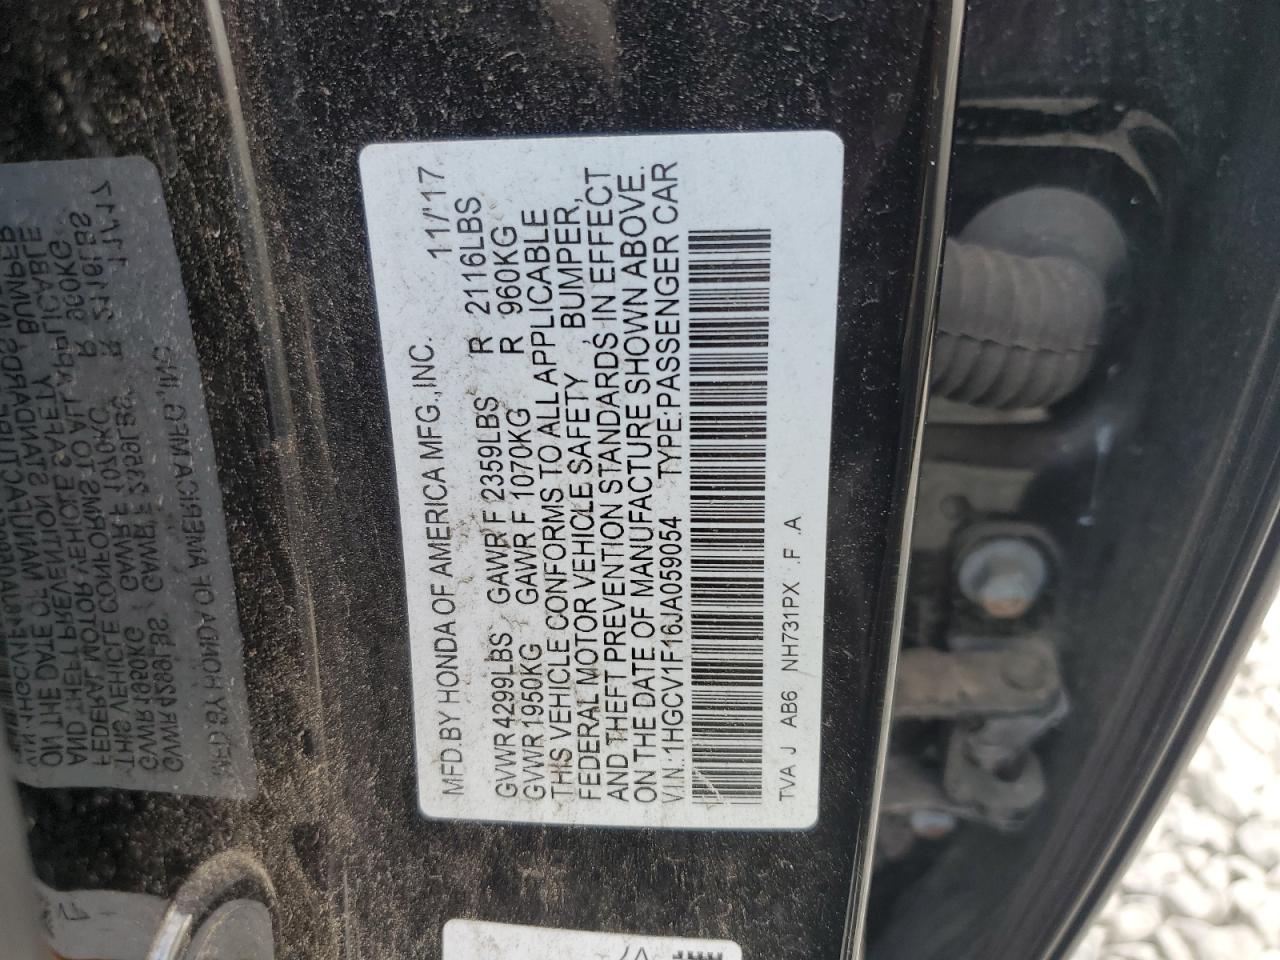 MFD BY HONDA OF AMERICA MFG.,INC. 11/'17
GVWR 4299LBS GAWR F 2359LBS R 2116LBS
GVWR 1950KG GAWR F 1070KG R 960KG
THIS VEHICLE CONFORMS TO ALL APPLICABLE
FEDERAL MOTOR VEHICLE SAFETY , BUMPER,
AND THEFT PREVENTION STANDARDS, IN EFFECT
ON THE DATE OF MANUFACTURE SHOWN ABOVE.
V.I.N.:1HGCV1F16JA059054 TYPE:PASSENGER CAR
TVA J AB6 NH731PX .F .A